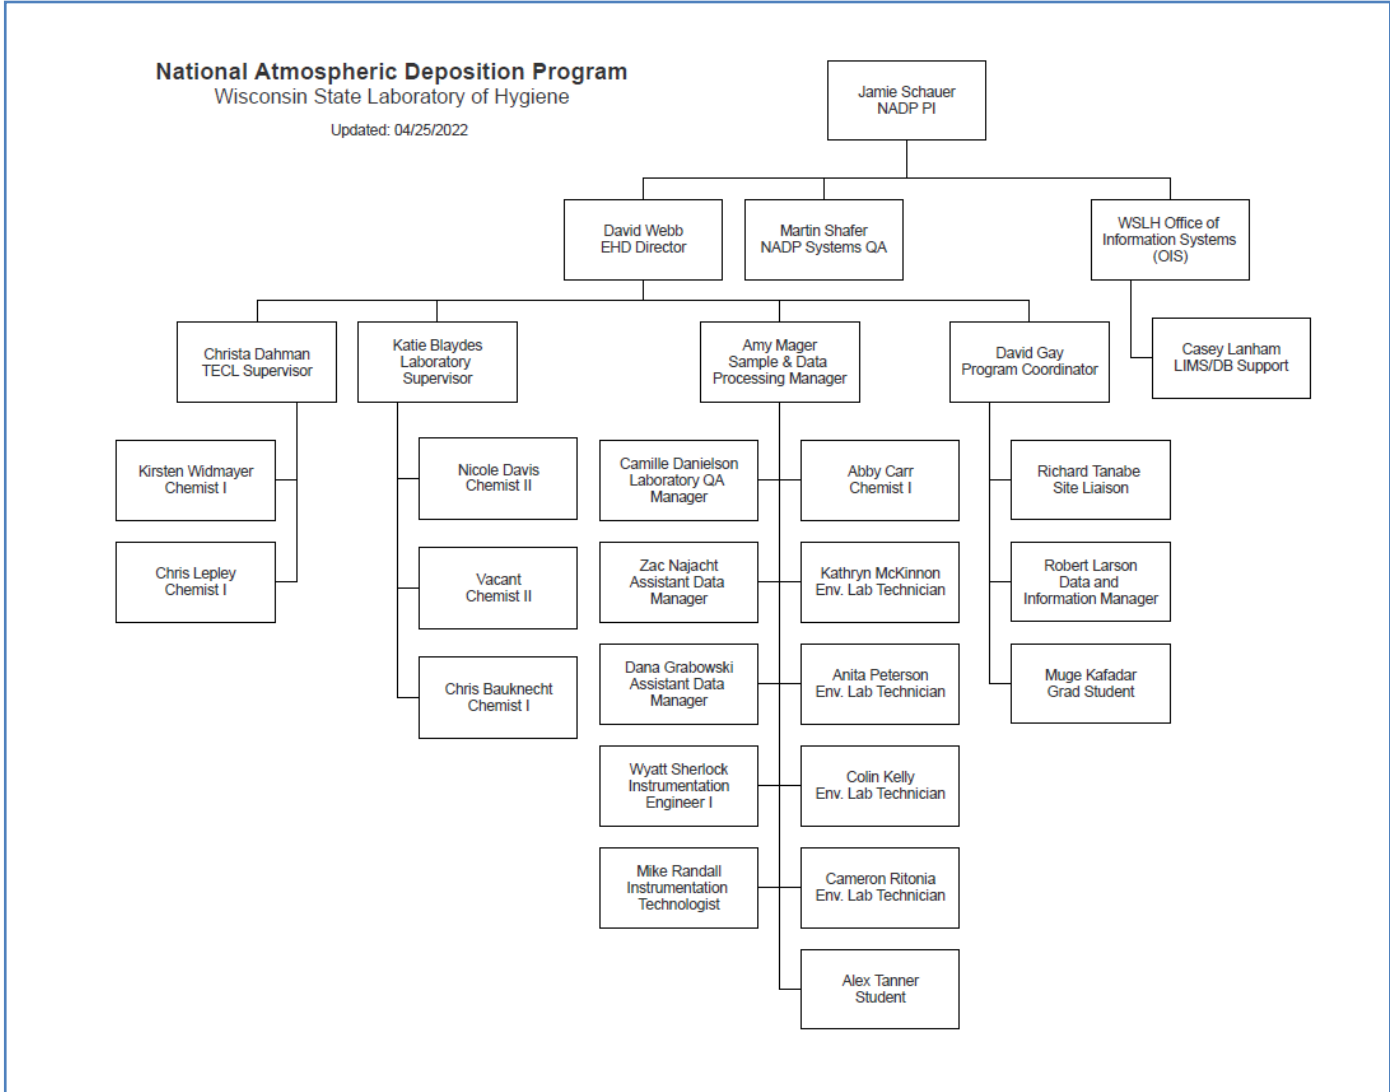 National Atmospheric Deposition Program
Wisconsin State Laboratory of Hygiene
Updated: 04/25/2022
Jamie Schauer
NADP PI
David Webb
EHD Director
Martin Shafer
NADP Systems QA
WSLH Office of
Information Systems
(OIS)
Christa Dahman
TECL Supervisor
Katie Blaydes
Laboratory
Supervisor
Amy Mager
Sample & Data
Processing Manager
David Gay
Program Coordinator
Casey Lanham
LIMS/DB Support
Kirsten Widmayer
Chemist I
Chris Lepley
Chemist I
Nicole Davis
Chemist II
Vacant
Chemist II
Chris Bauknecht
Chemist I
Camille Danielson
Laboratory QA
Manager
Zac Najacht
Assistant Data
Manager
Dana Grabowski
Assistant Data
Manager
Wyatt Sherlock
Instrumentation
Engineer I
Mike Randall
Instrumentation
Technologist
Abby Carr
Chemist I
Kathryn McKinnon
Env. Lab Technician
Anita Peterson
Env. Lab Technician
Colin Kelly
Env. Lab Technician
Cameron Ritonia
Env. Lab Technician
Alex Tanner
Student
Richard Tanabe
Site Liaison
Robert Larson
Data and
Information Manager
Muge Kafadar
Grad Student